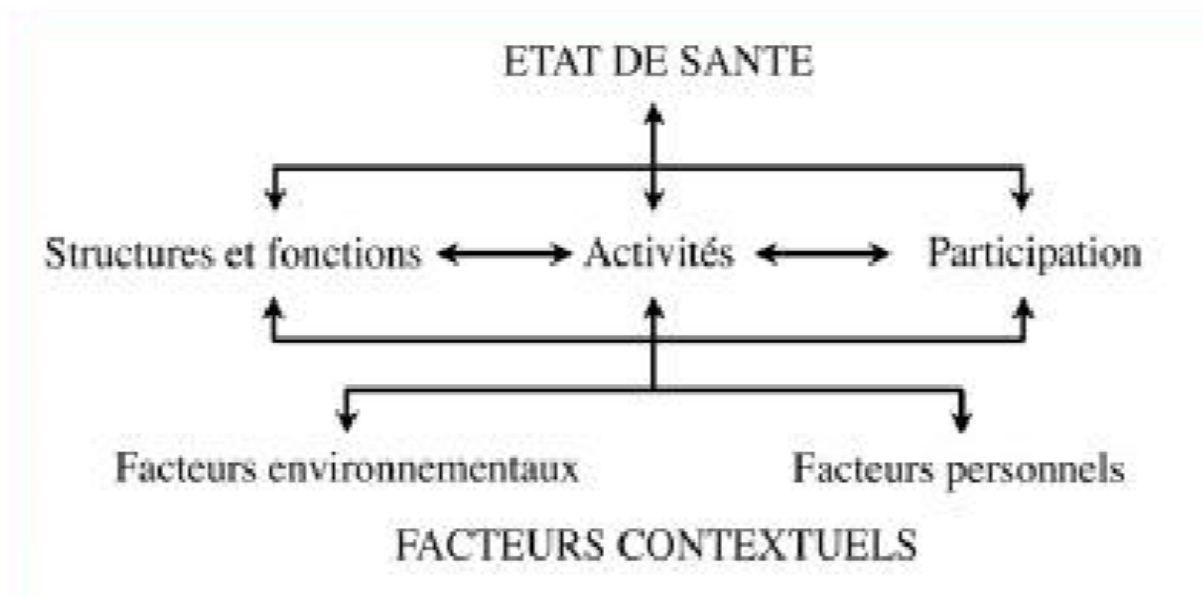 ETAT DE SANTE
Structures et fonctions Activités Participation
Facteurs environnementaux Facteurs personnels
FACTEURS CONTEXTUELS